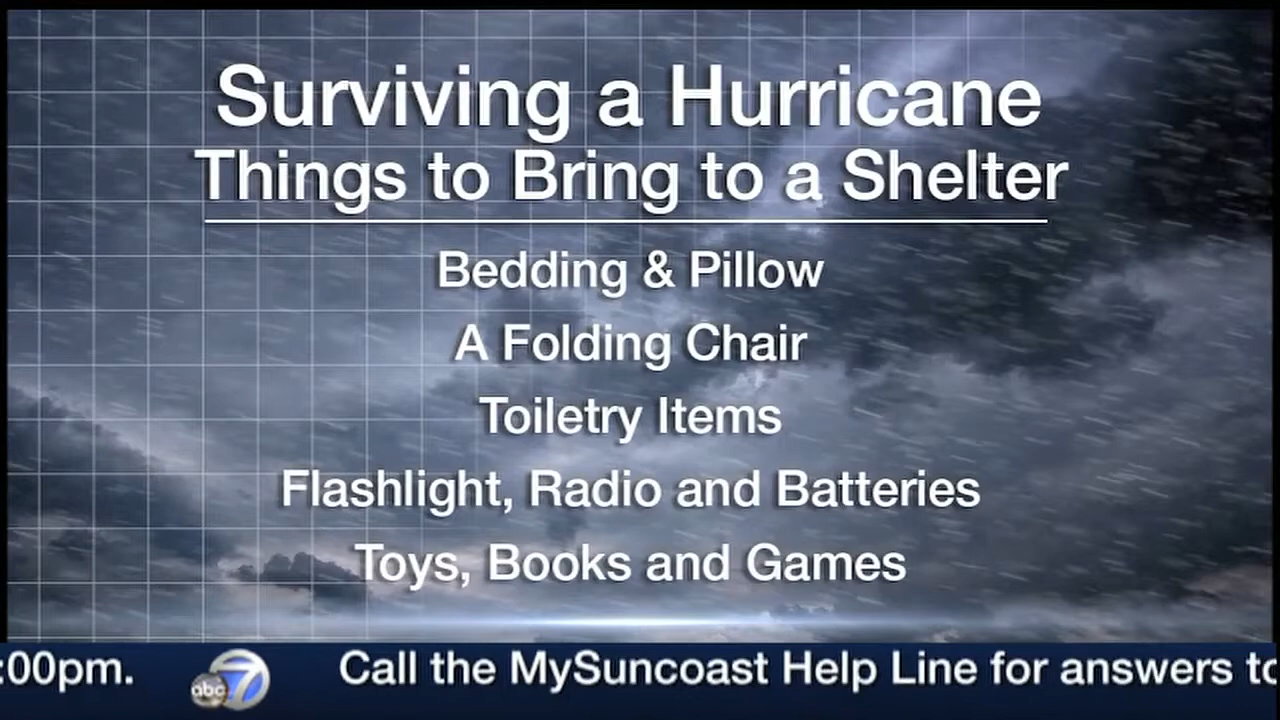 Surviving a Hurricane
Things to Bring to a Shelter
Bedding & Pillow
A Folding Chair
Toiletry Items
Flashlight, Radio and Batteries
Toys, Books and Games
:00pm. abc 7 Call the MySuncoast Help Line for answers to